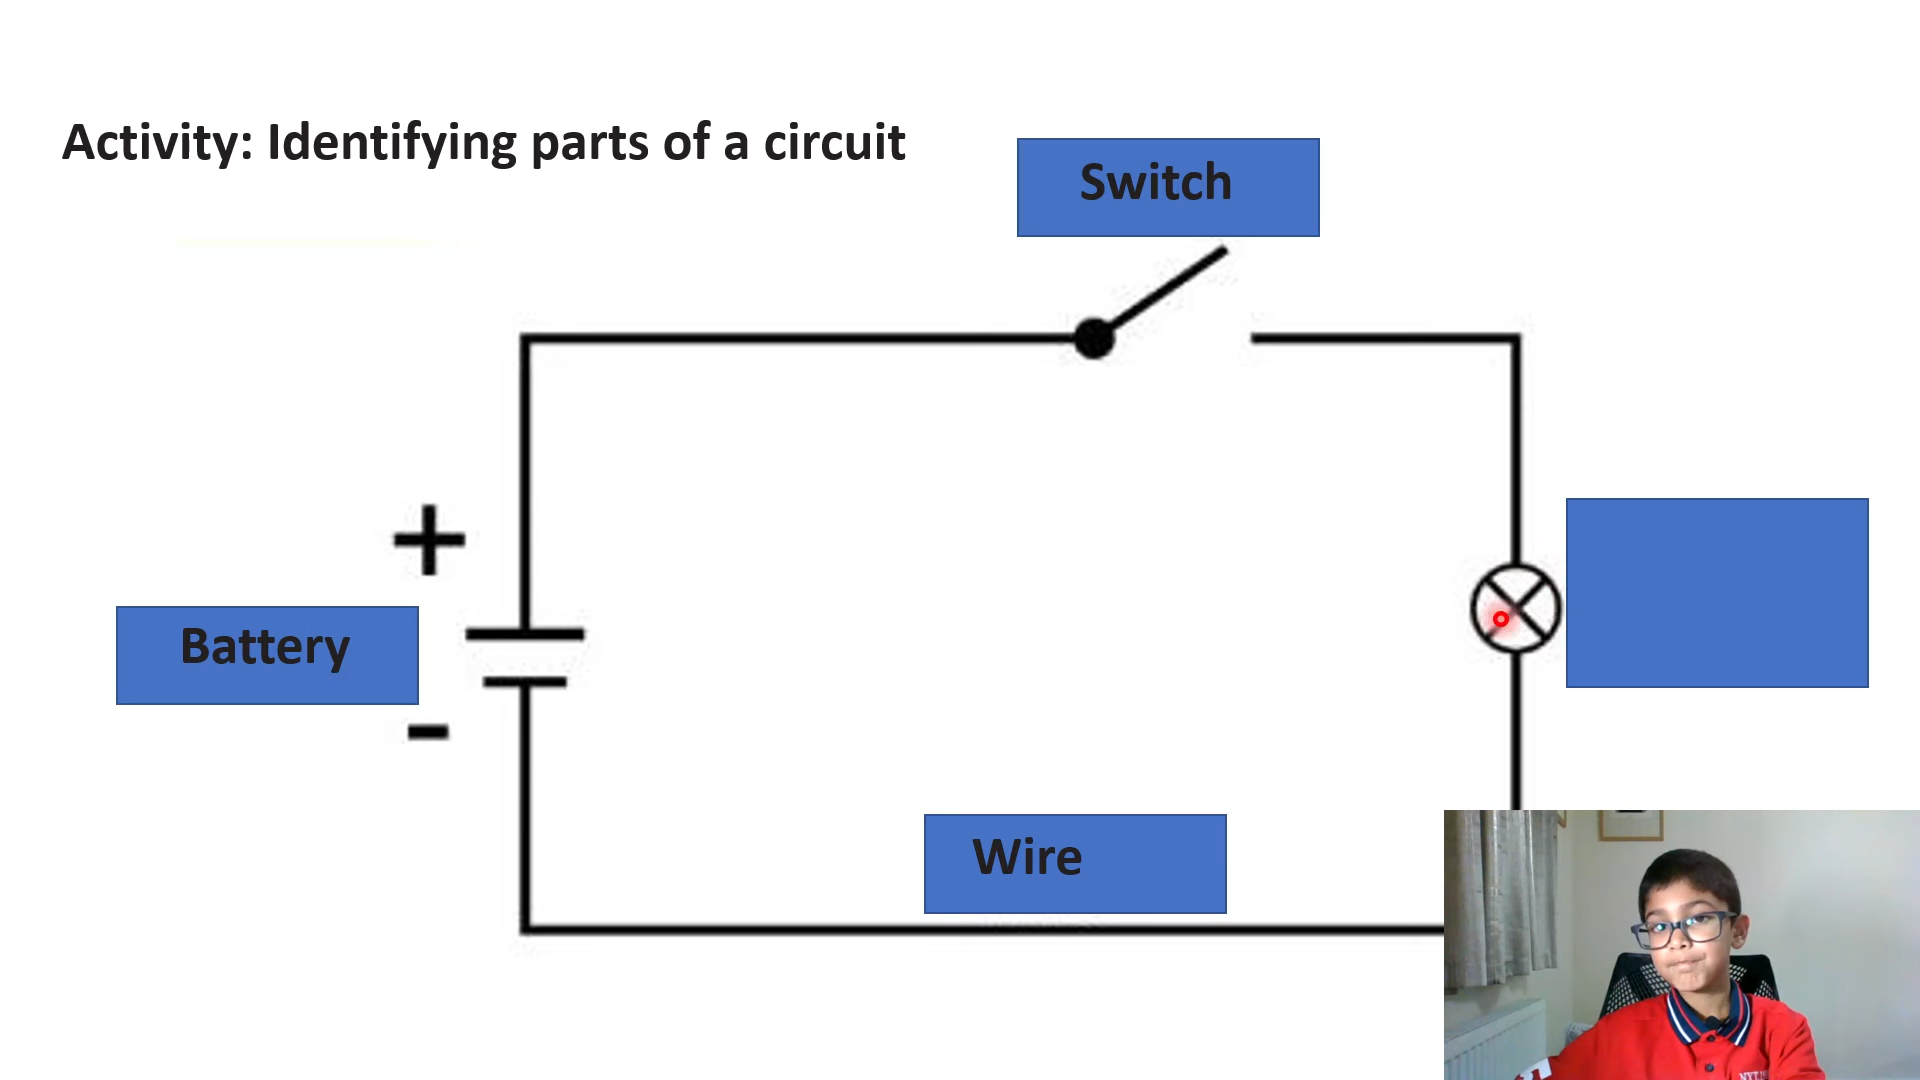 Activity: Identifying parts of a circuit
Switch
+
Battery
-
Wire